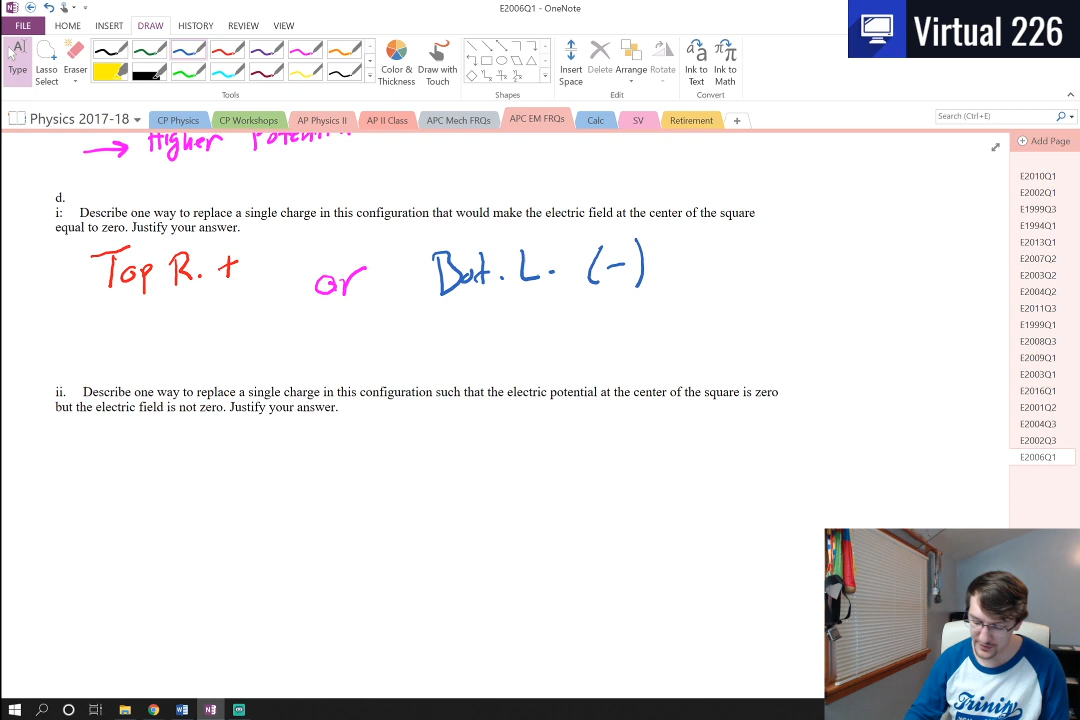 E2006Q1 - OneNote
FILE HOME INSERT DRAW HISTORY REVIEW VIEW
Virtual 226
Type Lasso Select Eraser Color & Thickness Draw with Touch Insert Space Delete Arrange Rotate Ink to Text Ink to Math
Tools Shapes Edit Convert
Physics 2017-18 CP Physics CP Workshops AP Physics II AP II Class APC Mech FRQs APC EM FRQs Calc SV Retirement +
Search (Ctrl+E)
Add Page
→ Higher
d.
i: Describe one way to replace a single charge in this configuration that would make the electric field at the center of the square
equal to zero. Justify your answer.
Top R. + or Bot. L. (-)
ii. Describe one way to replace a single charge in this configuration such that the electric potential at the center of the square is zero
but the electric field is not zero. Justify your answer.
E2010Q1
E2002Q1
E1999Q3
E1994Q1
E2013Q1
E2007Q2
E2003Q2
E2004Q2
E2011Q3
E1999Q1
E2008Q3
E2009Q1
E2003Q1
E2016Q1
E2001Q2
E2004Q3
E2002Q3
E2006Q1
Trinity